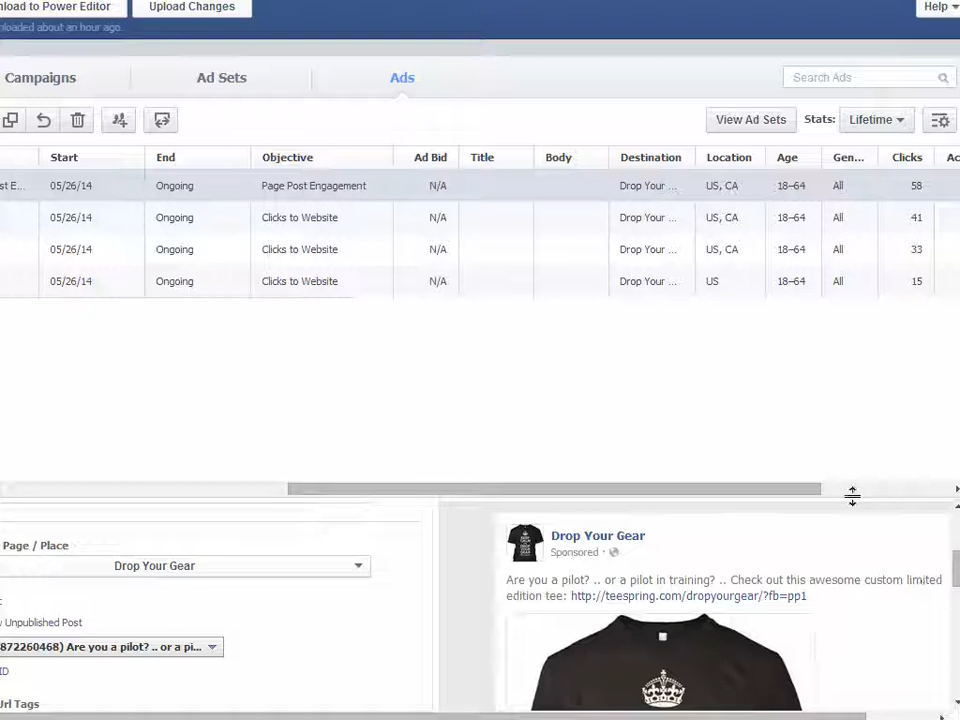 nload to Power Editor Upload Changes Help
nloaded about an hour ago.
Campaigns Ad Sets Ads Search Ads
View Ad Sets Stats: Lifetime
Start End Objective Ad Bid Title Body Destination Location Age Gen... Clicks Ac
st E... 05/26/14 Ongoing Page Post Engagement N/A Drop Your ... US, CA 18–64 All 58
05/26/14 Ongoing Clicks to Website N/A Drop Your ... US, CA 18–64 All 41
05/26/14 Ongoing Clicks to Website N/A Drop Your ... US, CA 18–64 All 33
05/26/14 Ongoing Clicks to Website N/A Drop Your ... US 18–64 All 15
Page / Place
Drop Your Gear
w Unpublished Post
872260468) Are you a pilot? .. or a pi...
ID
Url Tags
Drop Your Gear
Sponsored ·
Are you a pilot? .. or a pilot in training? .. Check out this awesome custom limited
edition tee: http://teespring.com/dropyourgear/?fb=pp1